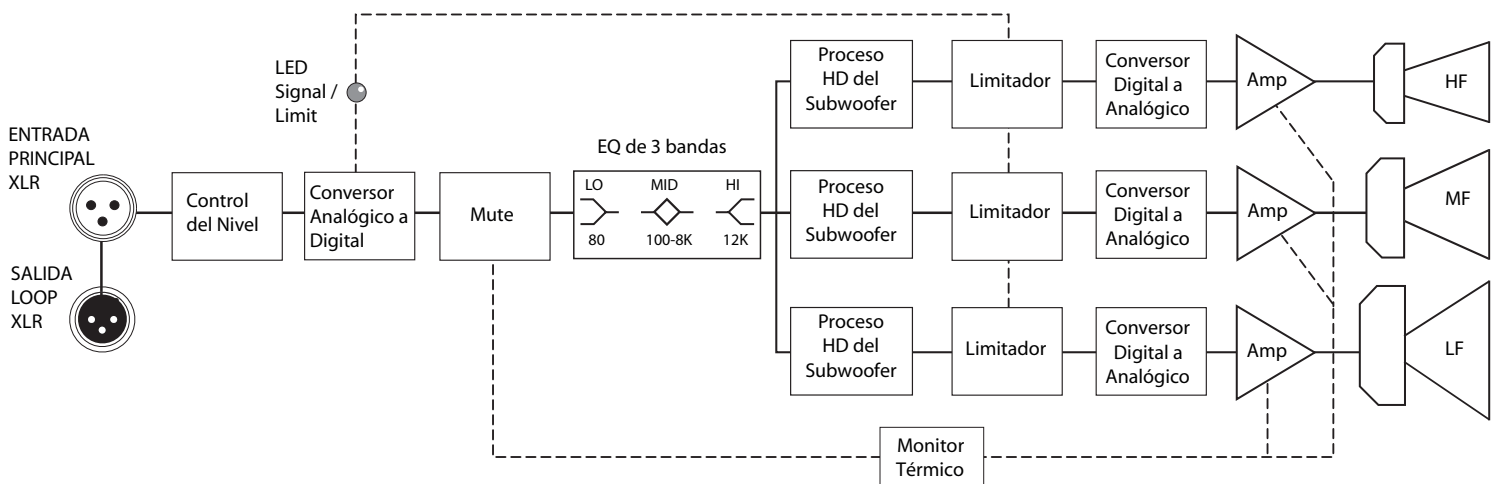 ENTRADA
PRINCIPAL
XLR
SALIDA
LOOP
XLR
Control
del Nivel
LED
Signal /
Limit
Conversor
Analógico a
Digital
Mute
EQ de 3 bandas
LO MID HI
80 100-8K 12K
Proceso
HD del
Subwoofer
Limitador
Conversor
Digital a
Analógico
Amp
HF
Proceso
HD del
Subwoofer
Limitador
Conversor
Digital a
Analógico
Amp
MF
Proceso
HD del
Subwoofer
Limitador
Conversor
Digital a
Analógico
Amp
LF
Monitor
Térmico